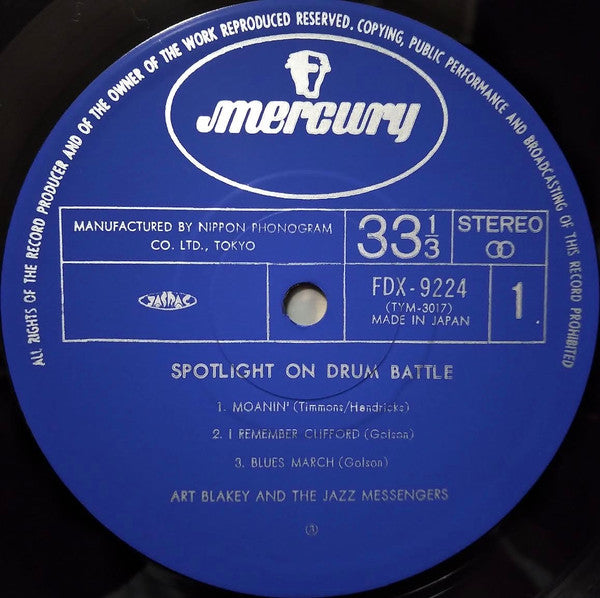 ALL RIGHTS OF THE RECORD PRODUCER AND OF THE OWNER OF THE WORK REPRODUCED RESERVED. COPYING, PUBLIC PERFORMANCE AND BROADCASTING OF THIS RECORD PROHIBITED
mercury
MANUFACTURED BY NIPPON PHONOGRAM
CO. LTD., TOKYO
33 1/3
STEREO
JASRAC
FDX-9224
(TYM-3017)
MADE IN JAPAN
1
SPOTLIGHT ON DRUM BATTLE
1. MOANIN' (Timmons/Hendricks)
2. I REMEMBER CLIFFORD (Golson)
3. BLUES MARCH (Golson)
ART BLAKEY AND THE JAZZ MESSENGERS